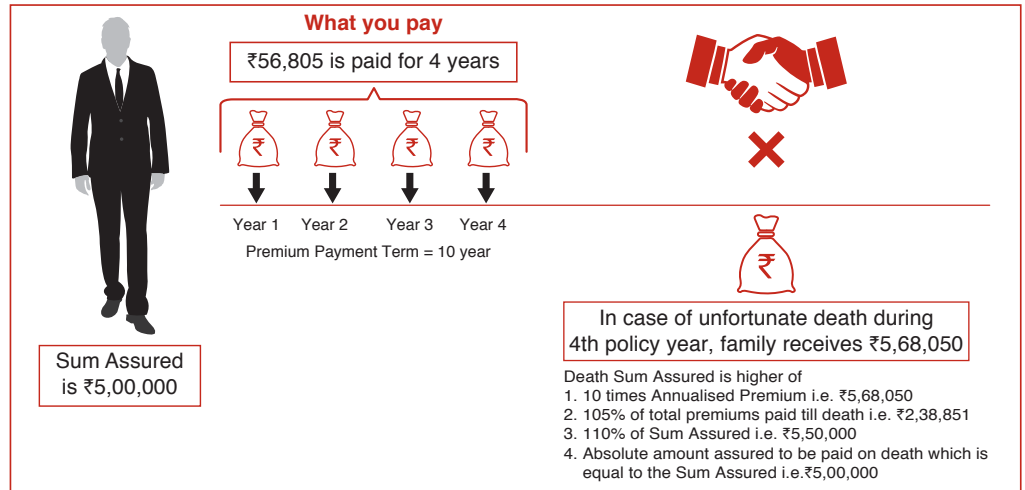 What you pay
₹56,805 is paid for 4 years
₹ ₹ ₹ ₹
Year 1 Year 2 Year 3 Year 4
Premium Payment Term = 10 year
Sum Assured
is ₹5,00,000
₹
In case of unfortunate death during
4th policy year, family receives ₹5,68,050
Death Sum Assured is higher of
1. 10 times Annualised Premium i.e. ₹5,68,050
2. 105% of total premiums paid till death i.e. ₹2,38,851
3. 110% of Sum Assured i.e. ₹5,50,000
4. Absolute amount assured to be paid on death which is
equal to the Sum Assured i.e.₹5,00,000